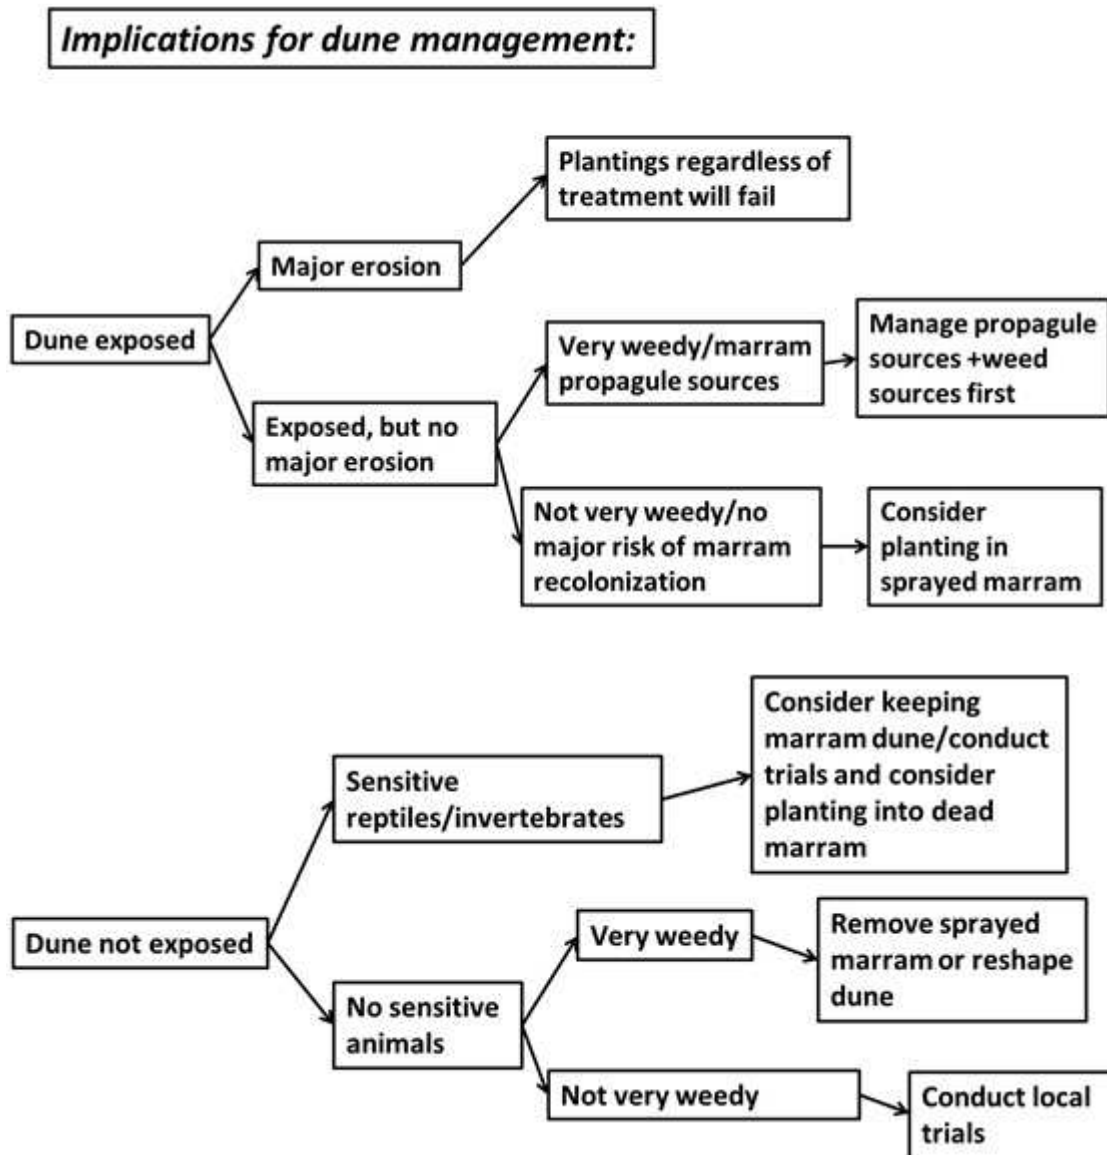 Implications for dune management:
Plantings regardless of
treatment will fail
Major erosion
Dune exposed
Very weedy/marram
propagule sources
Manage propagule
sources +weed
sources first
Exposed, but no
major erosion
Not very weedy/no
major risk of marram
recolonization
Consider
planting in
sprayed marram
Consider keeping
marram dune/conduct
trials and consider
planting into dead
marram
Sensitive
reptiles/invertebrates
Dune not exposed
Very weedy
Remove sprayed
marram or reshape
dune
No sensitive
animals
Not very weedy
Conduct local
trials